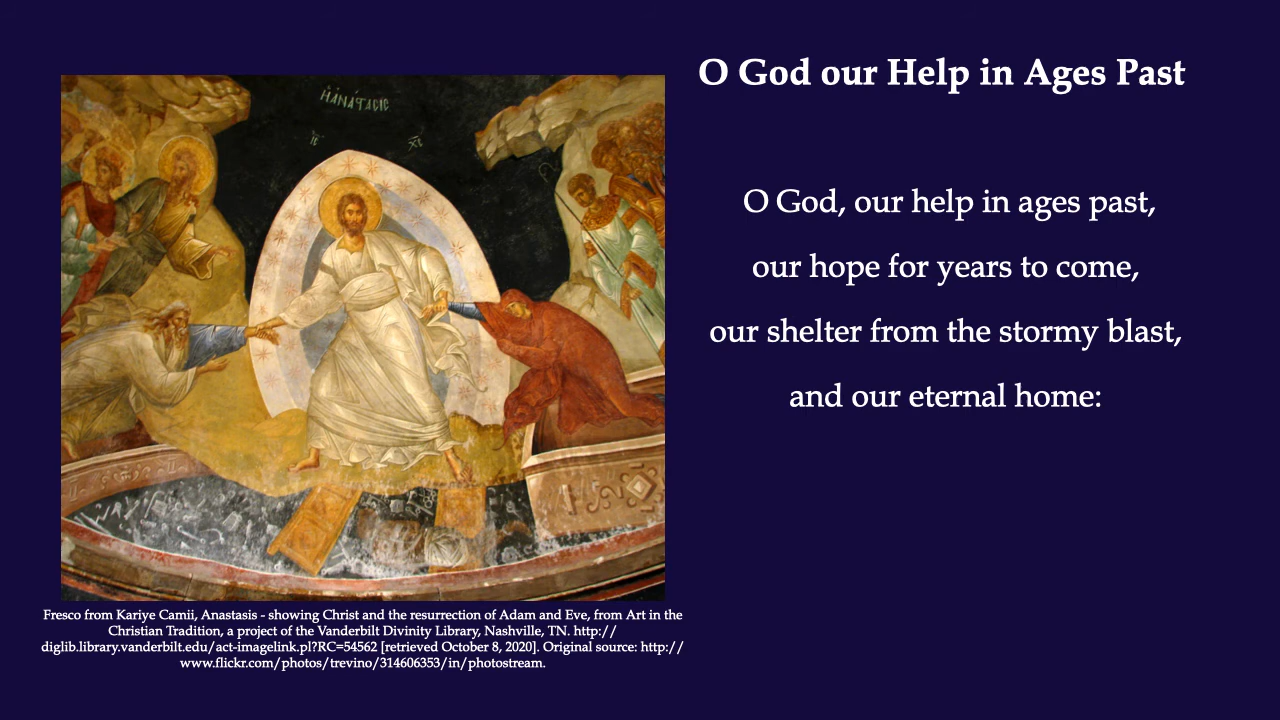 O God our Help in Ages Past
O God, our help in ages past,
our hope for years to come,
our shelter from the stormy blast,
and our eternal home:
Η ΑΝΑΣΤΑCΙC
ΙC
ΧC
Fresco from Kariye Camii, Anastasis - showing Christ and the resurrection of Adam and Eve, from Art in the
Christian Tradition, a project of the Vanderbilt Divinity Library, Nashville, TN. http://
diglib.library.vanderbilt.edu/act-imagelink.pl?RC=54562 [retrieved October 8, 2020]. Original source: http://
www.flickr.com/photos/trevino/314606353/in/photostream.